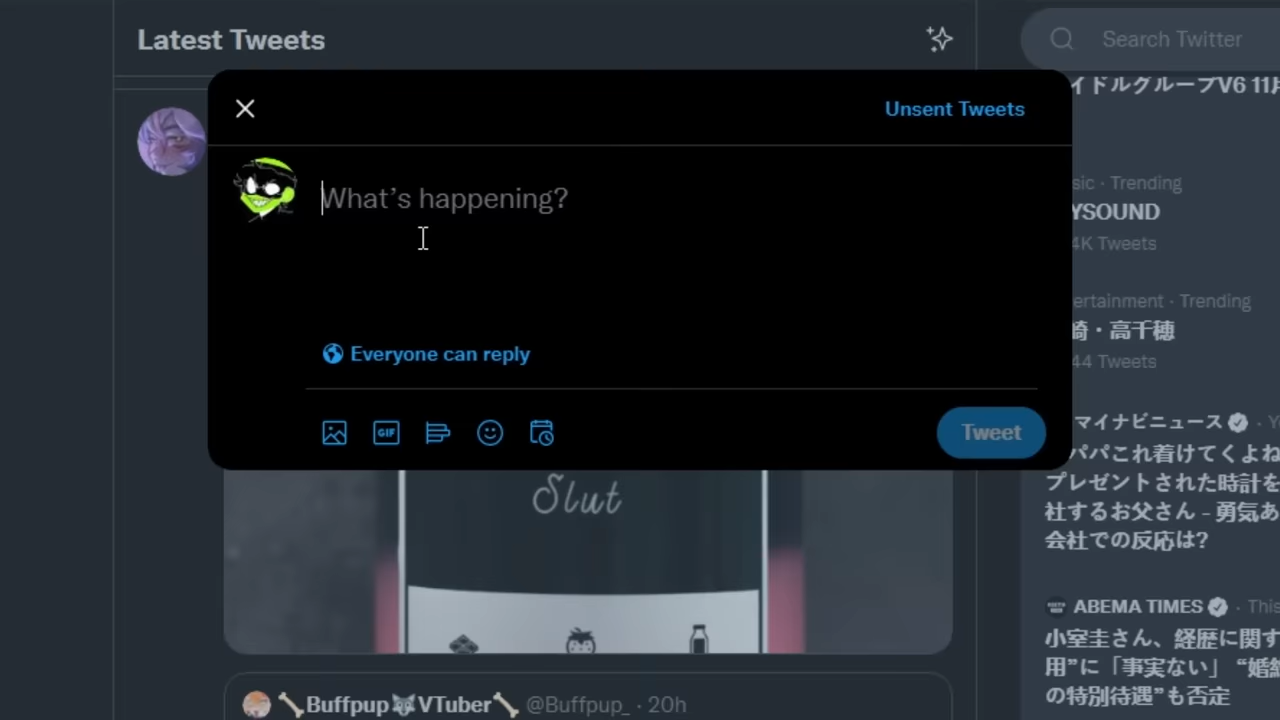 Latest Tweets
Search Twitter
イドルグループV6 11月
Unsent Tweets
What's happening?
sic · Trending
YSOUND
4K Tweets
ertainment · Trending
崎・高千穂
44 Tweets
Everyone can reply
GIF
Tweet
マイナビニュース · Y
パパこれ着けてくよね
プレゼントされた時計を
社するお父さん – 勇気あ
会社での反応は?
Slut
ABEMA TIMES · This
小室圭さん、経歴に関す
用”に「事実ない」 “婚
の特別待遇”も否定
🦴Buffpup🐺VTuber🦴 @Buffpup_ · 20h